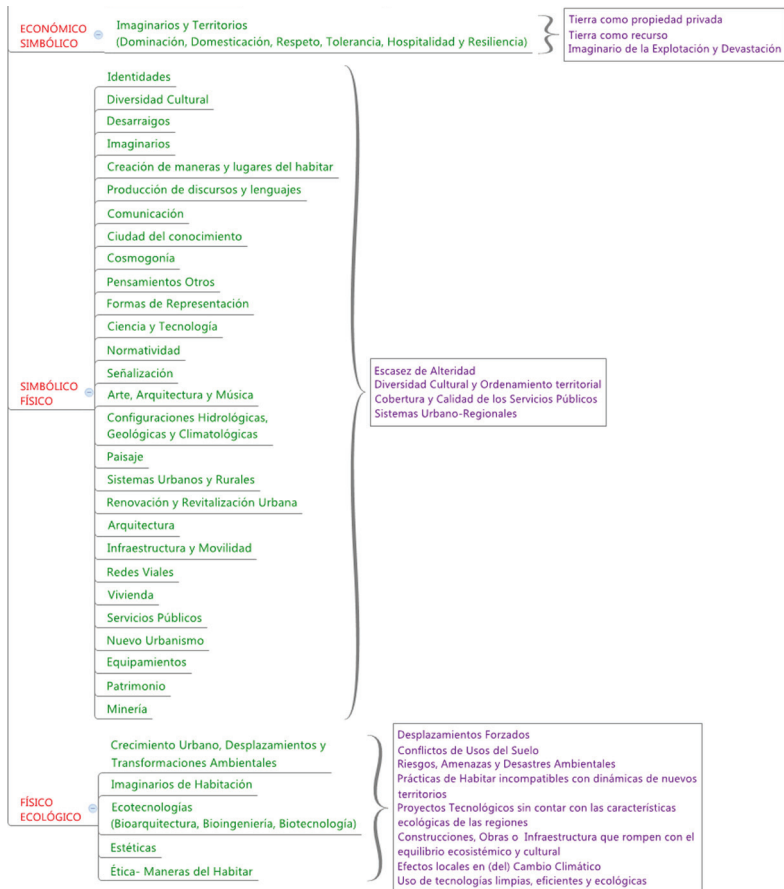 ECONÓMICO
SIMBÓLICO
Imaginarios y Territorios
(Dominación, Domesticación, Respeto, Tolerancia, Hospitalidad y Resiliencia)
Tierra como propiedad privada
Tierra como recurso
Imaginario de la Explotación y Devastación
SIMBÓLICO
FÍSICO
Identidades
Diversidad Cultural
Desarraigos
Imaginarios
Creación de maneras y lugares del habitar
Producción de discursos y lenguajes
Comunicación
Ciudad del conocimiento
Cosmogonía
Pensamientos Otros
Formas de Representación
Ciencia y Tecnología
Normatividad
Señalización
Arte, Arquitectura y Música
Configuraciones Hidrológicas,
Geológicas y Climatológicas
Paisaje
Sistemas Urbanos y Rurales
Renovación y Revitalización Urbana
Arquitectura
Infraestructura y Movilidad
Redes Viales
Vivienda
Servicios Públicos
Nuevo Urbanismo
Equipamientos
Patrimonio
Minería
Escasez de Alteridad
Diversidad Cultural y Ordenamiento territorial
Cobertura y Calidad de los Servicios Públicos
Sistemas Urbano-Regionales
FÍSICO
ECOLÓGICO
Crecimiento Urbano, Desplazamientos y
Transformaciones Ambientales
Imaginarios de Habitación
Ecotecnologías
(Bioarquitectura, Bioingeniería, Biotecnología)
Estéticas
Ética- Maneras del Habitar
Desplazamientos Forzados
Conflictos de Usos del Suelo
Riesgos, Amenazas y Desastres Ambientales
Prácticas de Habitar incompatibles con dinámicas de nuevos
territorios
Proyectos Tecnológicos sin contar con las características
ecológicas de las regiones
Construcciones, Obras o Infraestructura que rompen con el
equilibrio ecosistémico y cultural
Efectos locales en (del) Cambio Climático
Uso de tecnologías limpias, eficientes y ecológicas